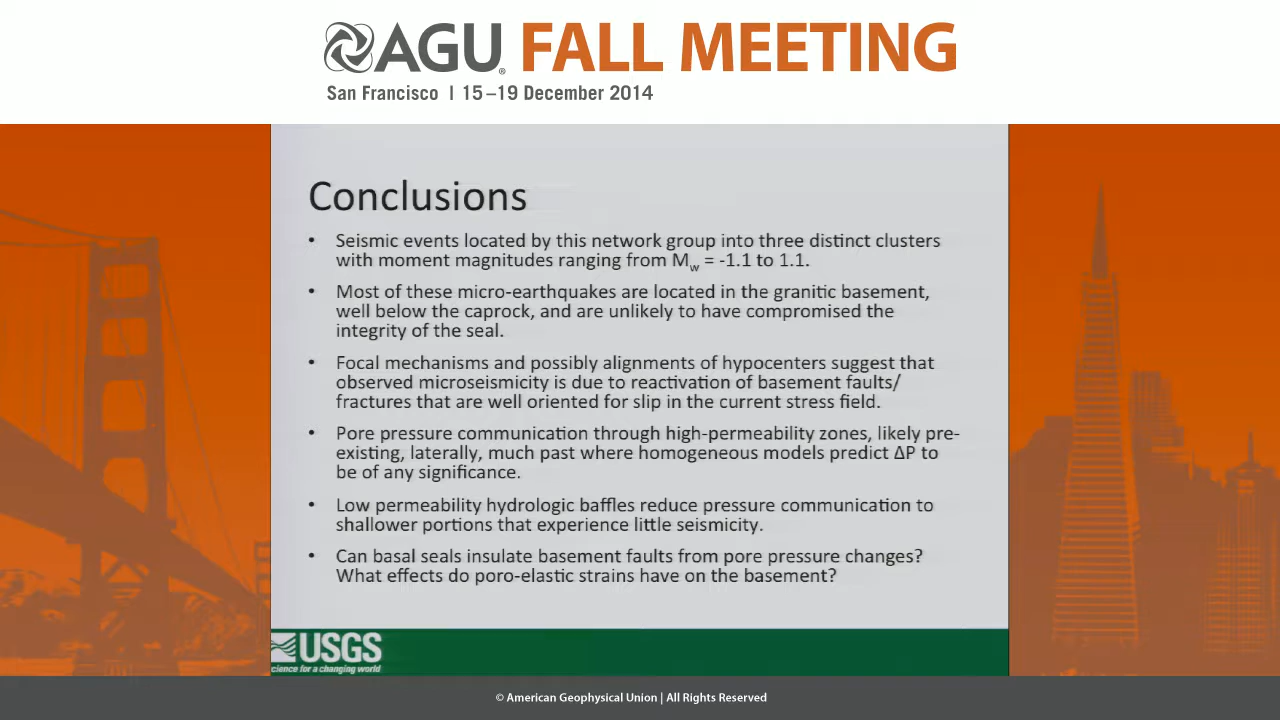 AGU FALL MEETING
San Francisco | 15–19 December 2014
Conclusions
• Seismic events located by this network group into three distinct clusters
with moment magnitudes ranging from Mw = -1.1 to 1.1.
• Most of these micro-earthquakes are located in the granitic basement,
well below the caprock, and are unlikely to have compromised the
integrity of the seal.
• Focal mechanisms and possibly alignments of hypocenters suggest that
observed microseismicity is due to reactivation of basement faults/
fractures that are well oriented for slip in the current stress field.
• Pore pressure communication through high-permeability zones, likely pre-
existing, laterally, much past where homogeneous models predict ΔP to
be of any significance.
• Low permeability hydrologic baffles reduce pressure communication to
shallower portions that experience little seismicity.
• Can basal seals insulate basement faults from pore pressure changes?
What effects do poro-elastic strains have on the basement?
USGS
cience for a changing world
© American Geophysical Union | All Rights Reserved